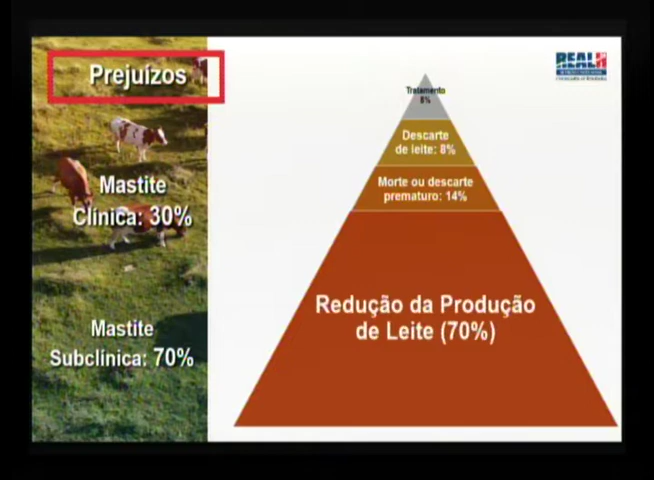 Prejuízos
Mastite
Clínica: 30%
Mastite
Subclínica: 70%
REALH
Tratamento
8%
Descarte
de leite: 8%
Morte ou descarte
prematuro: 14%
Redução da Produção
de Leite (70%)